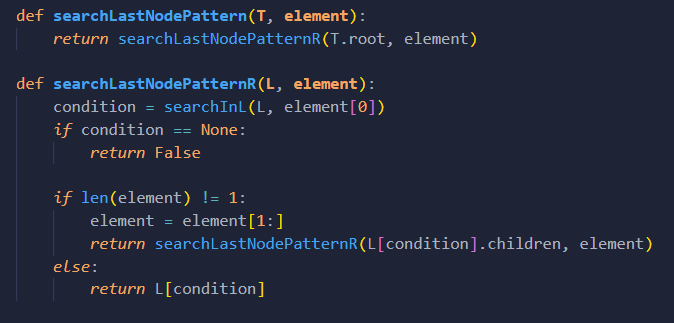 def searchLastNodePattern(T, element):
    return searchLastNodePatternR(T.root, element)

def searchLastNodePatternR(L, element):
    condition = searchInL(L, element[0])
    if condition == None:
        return False

    if len(element) != 1:
        element = element[1:]
        return searchLastNodePatternR(L[condition].children, element)
    else:
        return L[condition]